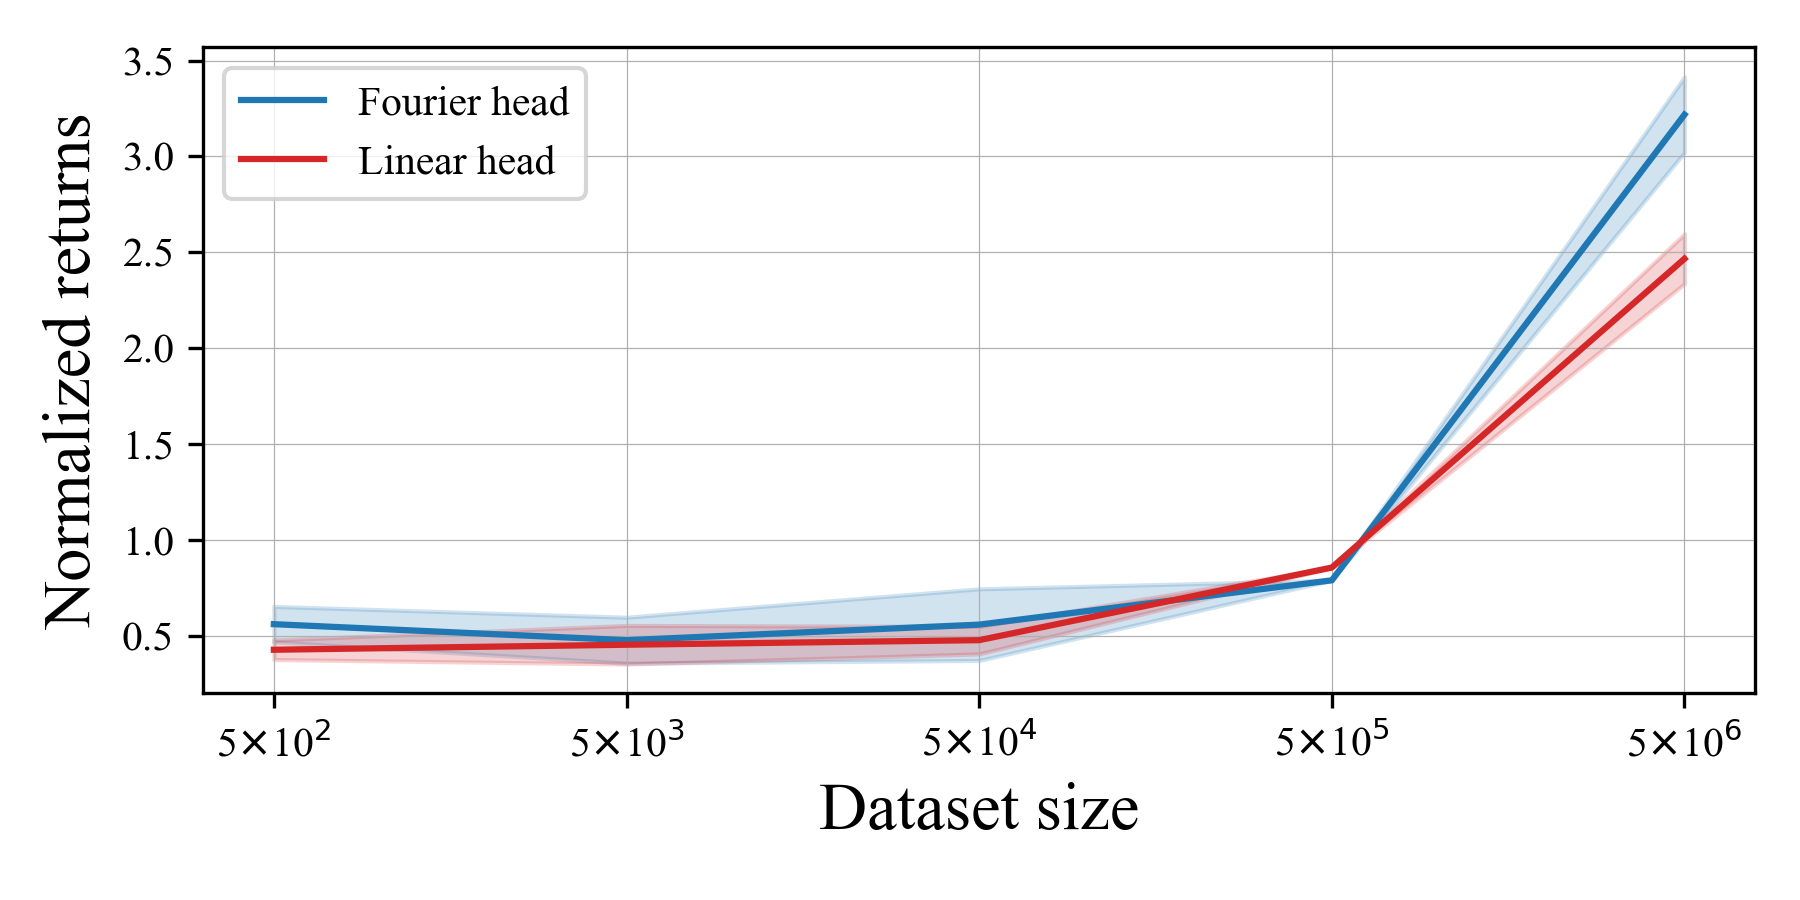 Normalized returns
3.5
3.0
2.5
2.0
1.5
1.0
0.5
Fourier head
Linear head
5×10² 5×10³ 5×10⁴ 5×10⁵ 5×10⁶
Dataset size